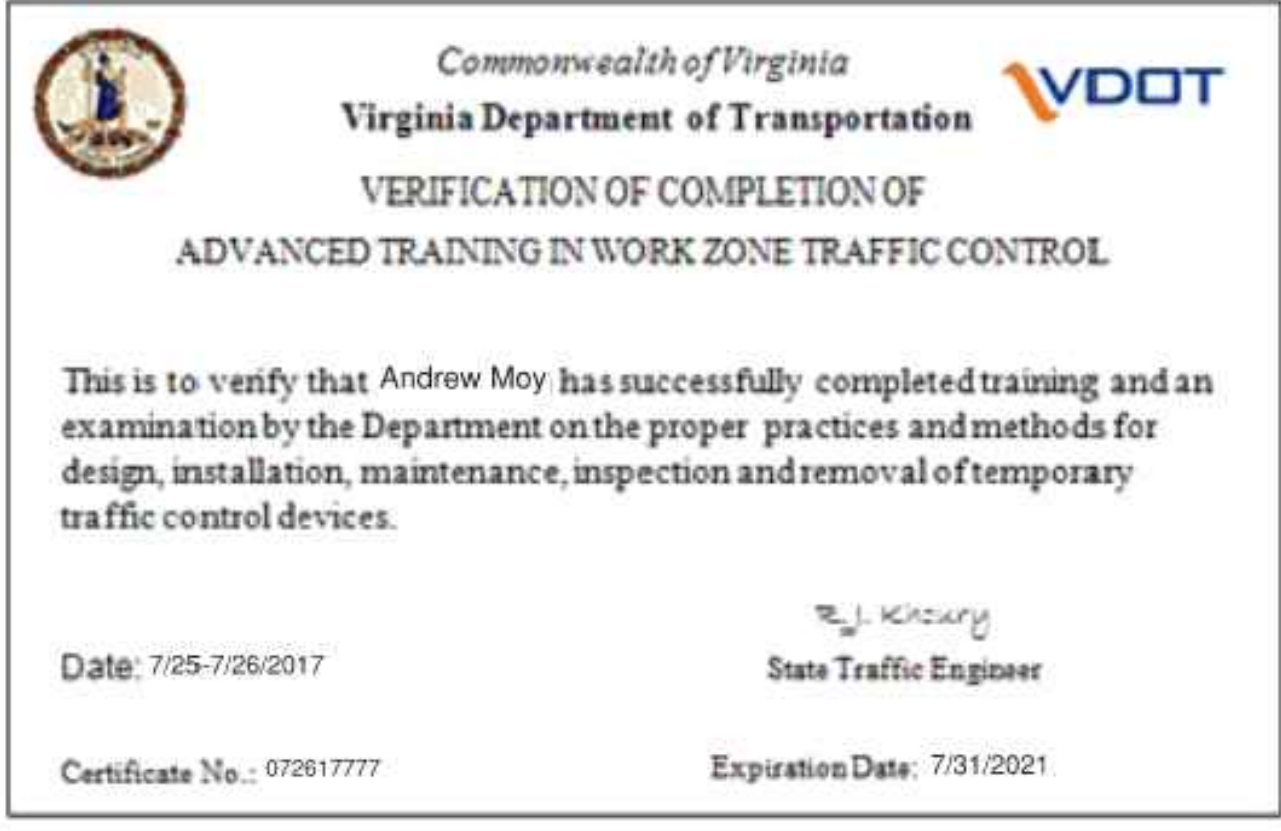 Commonwealth of Virginia
VDOT
Virginia Department of Transportation
VERIFICATION OF COMPLETION OF
ADVANCED TRAINING IN WORK ZONE TRAFFIC CONTROL
This is to verify that Andrew Moy has successfully completed training and an
examination by the Department on the proper practices and methods for
design, installation, maintenance, inspection and removal of temporary
traffic control devices.
R.J. Khoury
Date: 7/25-7/26/2017
State Traffic Engineer
Certificate No.: 072617777
Expiration Date: 7/31/2021